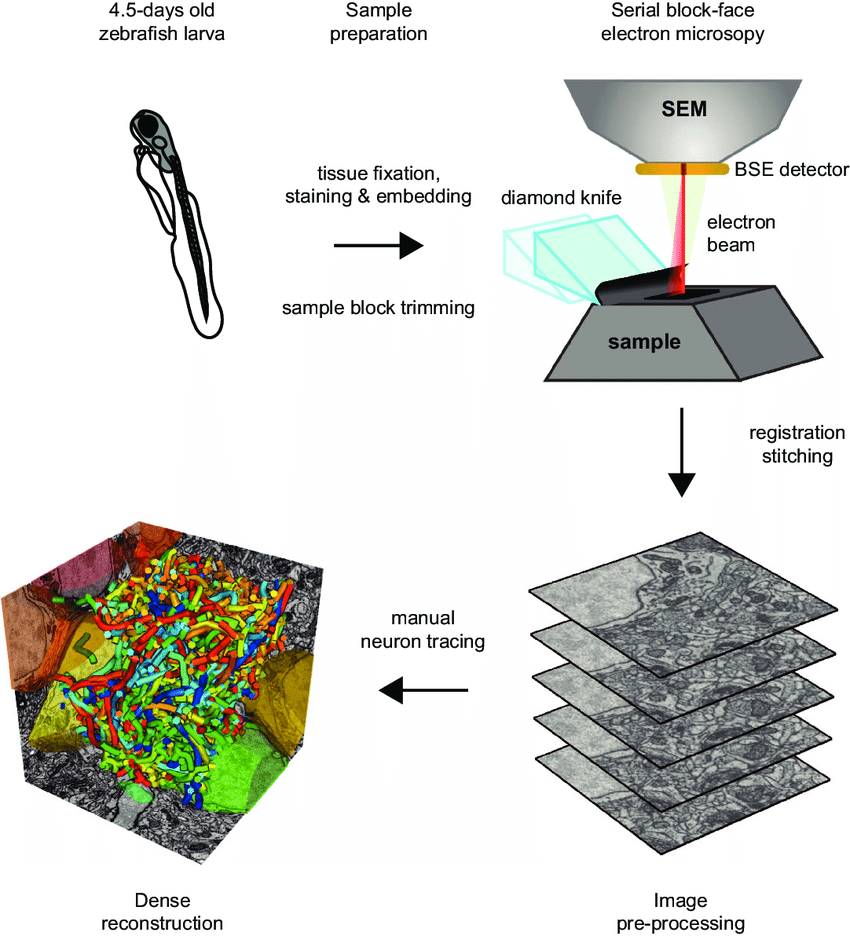 4.5-days old
zebrafish larva
Sample
preparation
Serial block-face
electron microsopy
SEM
BSE detector
tissue fixation,
staining & embedding
diamond knife
electron
beam
sample block trimming
sample
registration
stitching
manual
neuron tracing
Dense
reconstruction
Image
pre-processing